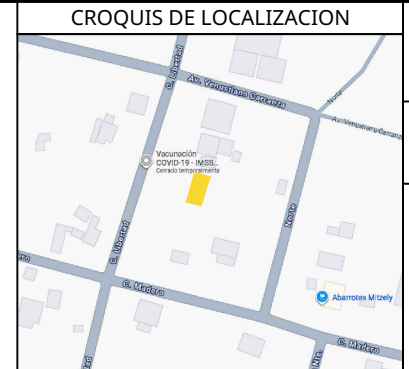 CROQUIS DE LOCALIZACION
C. Libertad
Av. Venustiano Carranza
Norte
Av. Venustiano Carranza
Vacunación
COVID-19 - IMSS...
Cerrado temporalmente
Norte
C. Libertad
C. Madero
Abarrotes Mitzely
C. Madero
Nte.